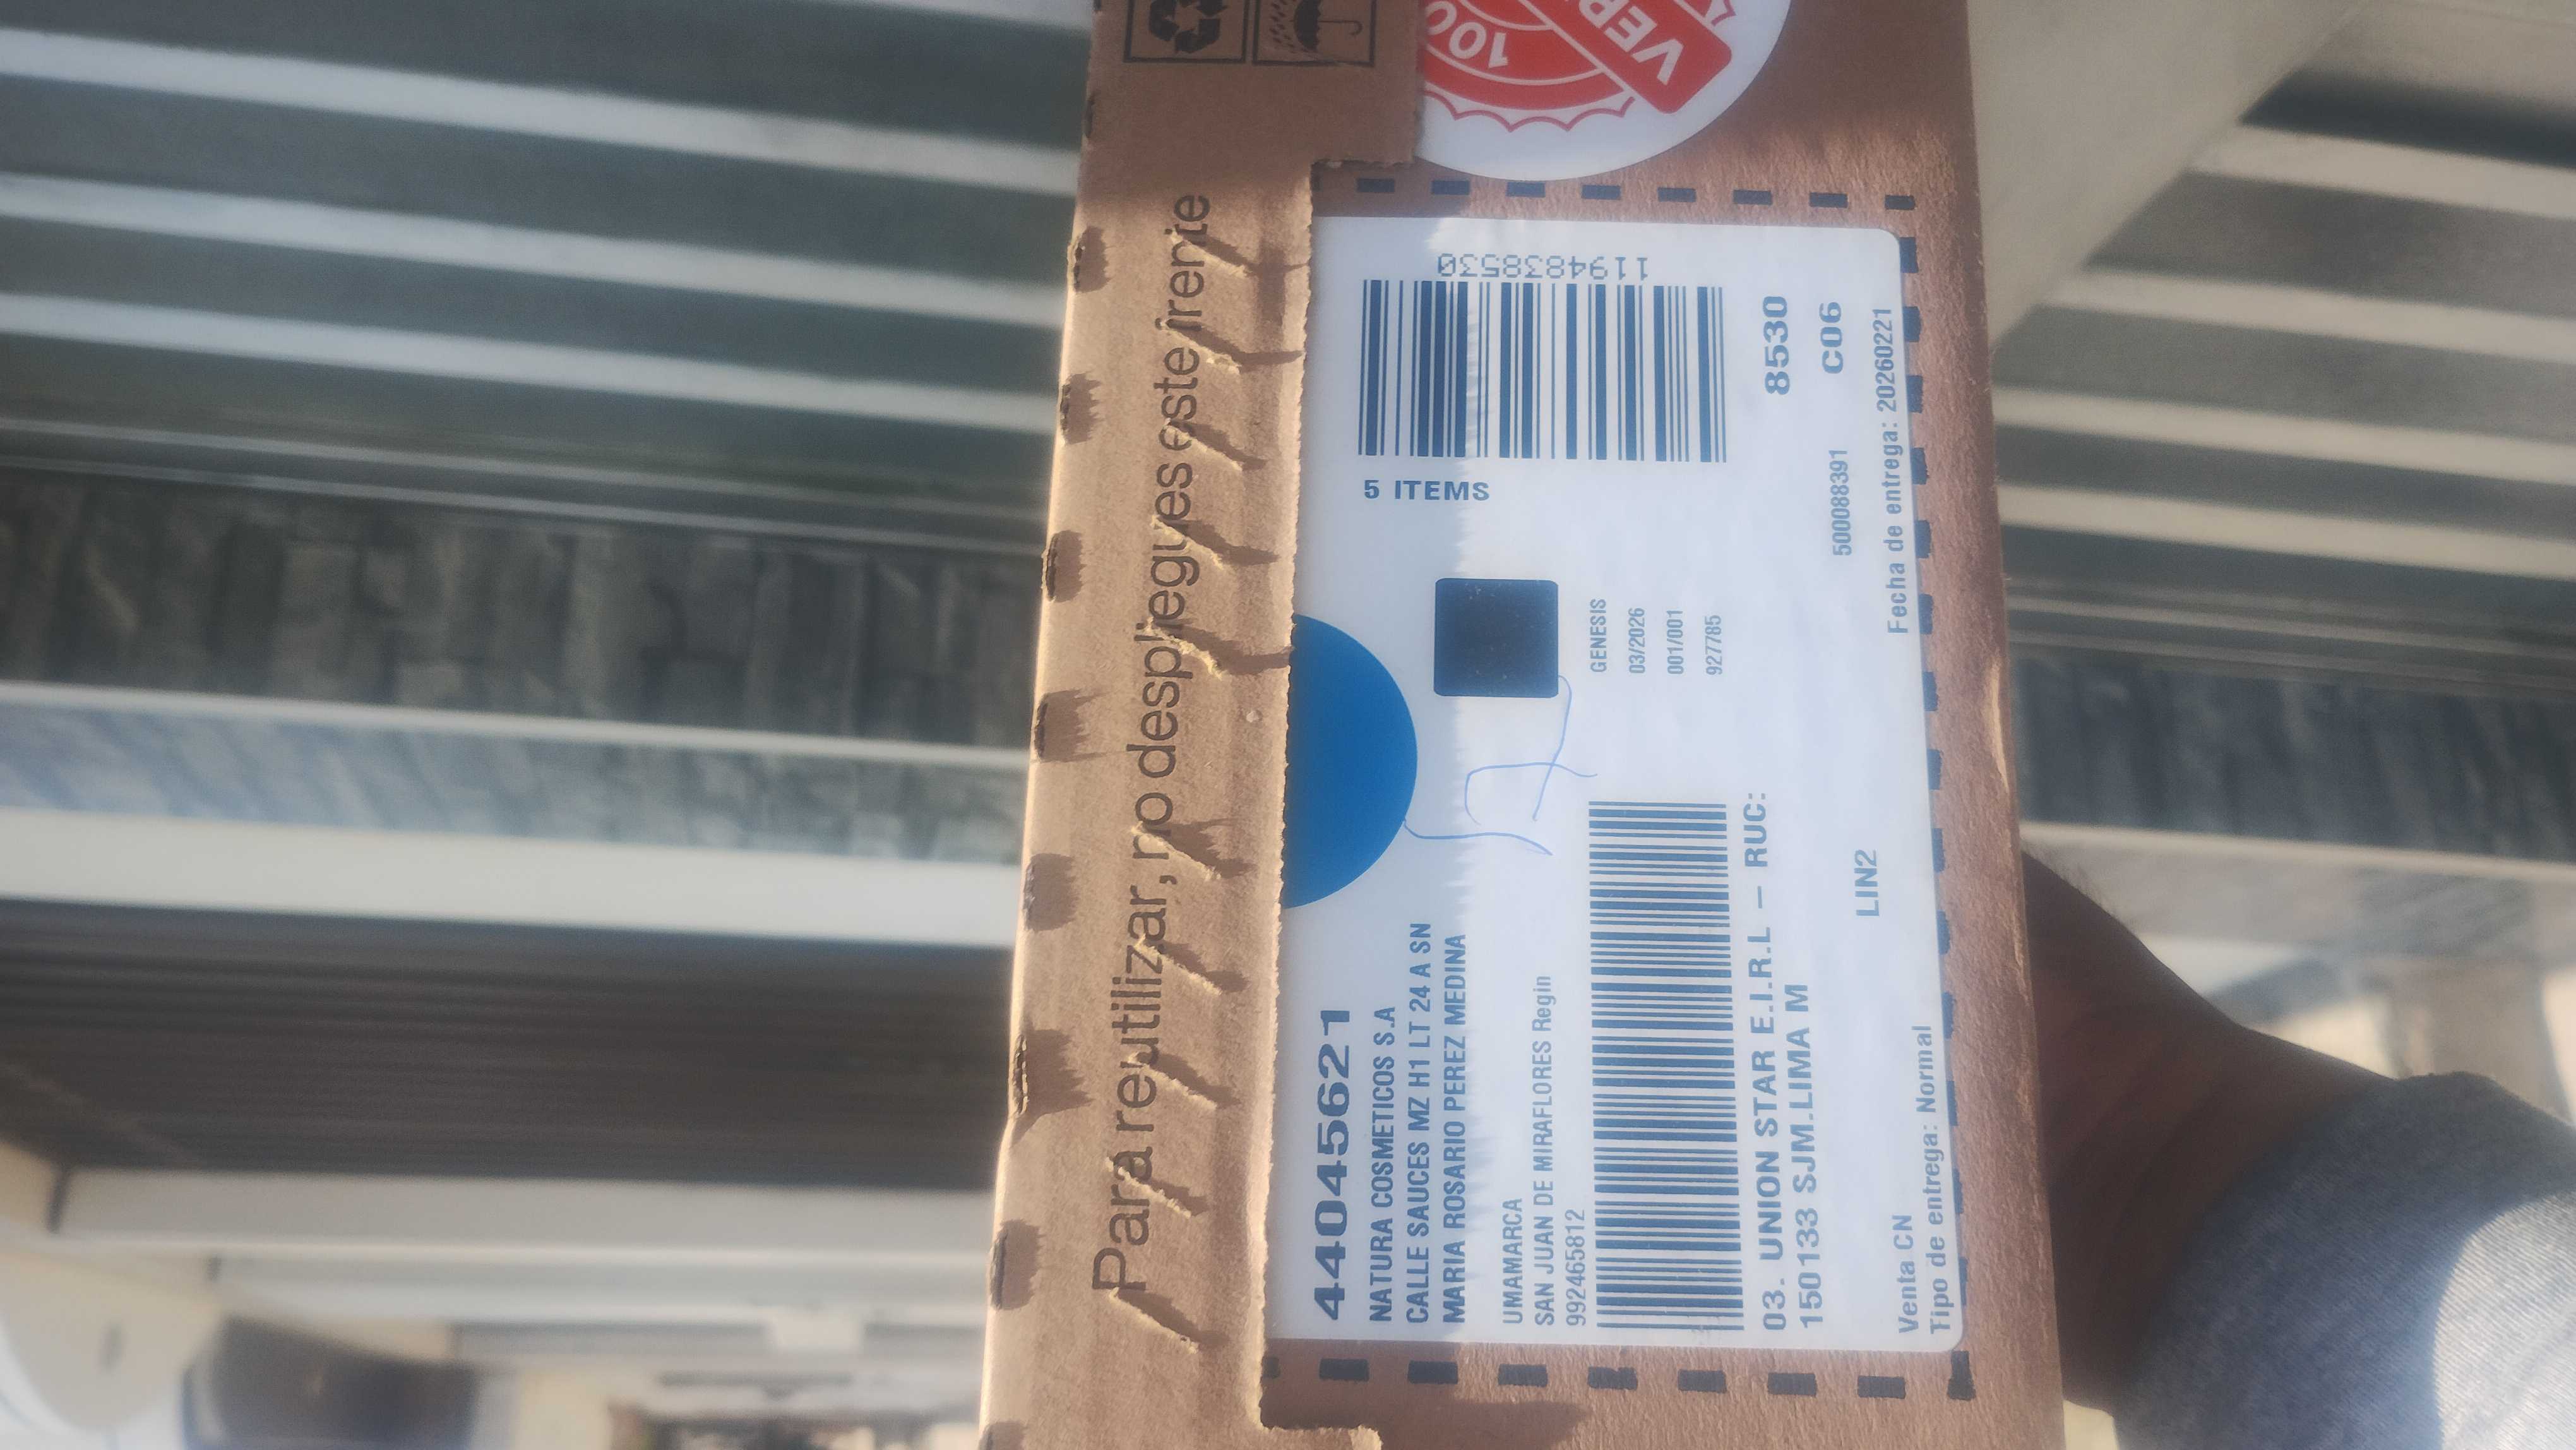 Para reutilizar, no despliegues este frente
100
44045621
NATURA COSMETICOS S.A
CALLE SAUCES MZ H1 LT 24 A SN
MARIA ROSARIO PEREZ MEDINA
UMAMARCA
SAN JUAN DE MIRAFLORES Regin
992465812
03. UNION STAR E.I.R.L – RUC:
150133 SJM.LIMA M
LIN2
Venta CN
Tipo de entrega: Normal
5 ITEMS
1194838530
GENESIS
03/2026
001/001
927785
8530
C06
500088391
Fecha de entrega: 20260221